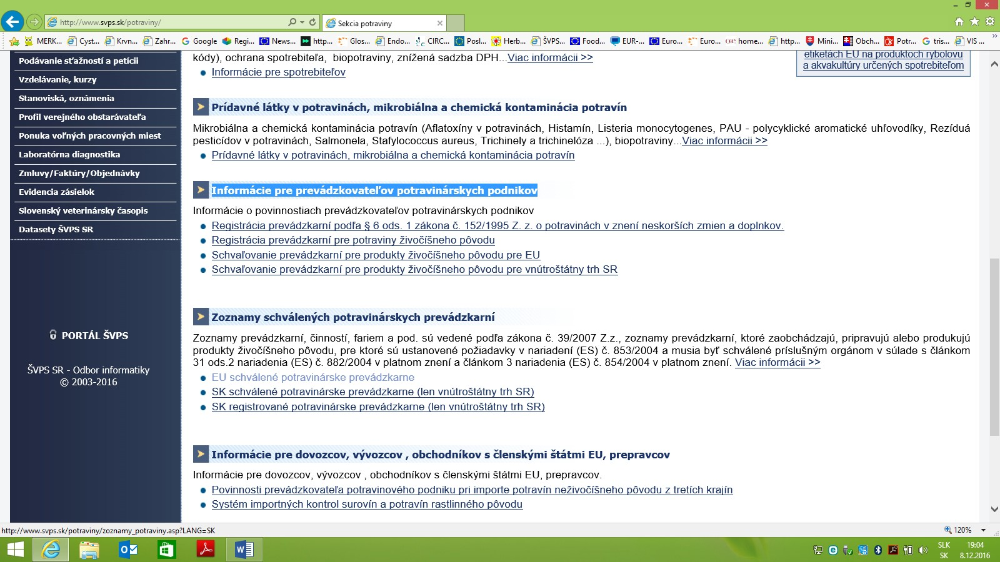 http://www.svps.sk/potraviny/
Sekcia potraviny
MERK... Cyst... Krvn... Zahr... Google Regi... News... http... Glos... Endo... CIRC... Posl... Herb... ŠVPS... Food... EUR-... Euro... Euro... home... http... Mini... Obch... Potr... tris... VIS ...
Podávanie sťažností a petícii
Vzdelávanie, kurzy
Stanoviská, oznámenia
Profil verejného obstarávateľa
Ponuka voľných pracovných miest
Laboratórna diagnostika
Zmluvy/Faktúry/Objednávky
Evidencia zásielok
Slovenský veterinársky časopis
Datasety ŠVPS SR
PORTÁL ŠVPS
ŠVPS SR - Odbor informatiky
© 2003-2016
kódy), ochrana spotrebiteľa, biopotraviny, znížená sadzba DPH...Viac informácii >>
Informácie pre spotrebiteľov
etiketách EU na produktoch rybolovu
a akvakultúry určených spotrebiteľom
Prídavné látky v potravinách, mikrobiálna a chemická kontaminácia potravín
Mikrobiálna a chemická kontaminácia potravín (Aflatoxíny v potravinách, Histamín, Listeria monocytogenes, PAU - polycyklické aromatické uhľovodíky, Rezíduá
pesticídov v potravinách, Salmonela, Stafylococcus aureus, Trichinely a trichinelóza ...), biopotraviny...Viac informácii >>
Prídavné látky v potravinách, mikrobiálna a chemická kontaminácia potravín
Informácie pre prevádzkovateľov potravinárskych podnikov
Informácie o povinnostiach prevádzkovateľov potravinárskych podnikov
Registrácia prevádzkarní podľa § 6 ods. 1 zákona č. 152/1995 Z. z. o potravinách v znení neskorších zmien a doplnkov.
Registrácia prevádzkarní pre potraviny živočíšneho pôvodu
Schvaľovanie prevádzkarní pre produkty živočíšneho pôvodu pre EU
Schvaľovanie prevádzkarní pre produkty živočíšneho pôvodu pre vnútroštátny trh SR
Zoznamy schválených potravinárskych prevádzkarní
Zoznamy prevádzkarní, činností, fariem a pod. sú vedené podľa zákona č. 39/2007 Z.z., zoznamy prevádzkarní, ktoré zaobchádzajú, pripravujú alebo produkujú
produkty živočíšneho pôvodu, pre ktoré sú ustanovené požiadavky v nariadení (ES) č. 853/2004 a musia byť schválené príslušným orgánom v súlade s článkom
31 ods.2 nariadenia (ES) č. 882/2004 v platnom znení a článkom 3 nariadenia (ES) č. 854/2004 v platnom znení. Viac informácii >>
EU schválené potravinárske prevádzkarne
SK schválené potravinárske prevádzkarne (len vnútroštátny trh SR)
SK registrované potravinárske prevádzkarne (len vnútroštátny trh SR)
Informácie pre dovozcov, vývozcov , obchodníkov s členskými štátmi EU, prepravcov
Informácie pre dovozcov, vývozcov , obchodníkov s členskými štátmi EU, prepravcov.
Povinnosti prevádzkovateľa potravinového podniku pri importe potravín neživočíšneho pôvodu z tretích krajín
Systém importných kontrol surovín a potravín rastlinného pôvodu
http://www.svps.sk/potraviny/zoznamy_potraviny.asp?LANG=SK
120%
SLK 19:04
SK 8.12.2016